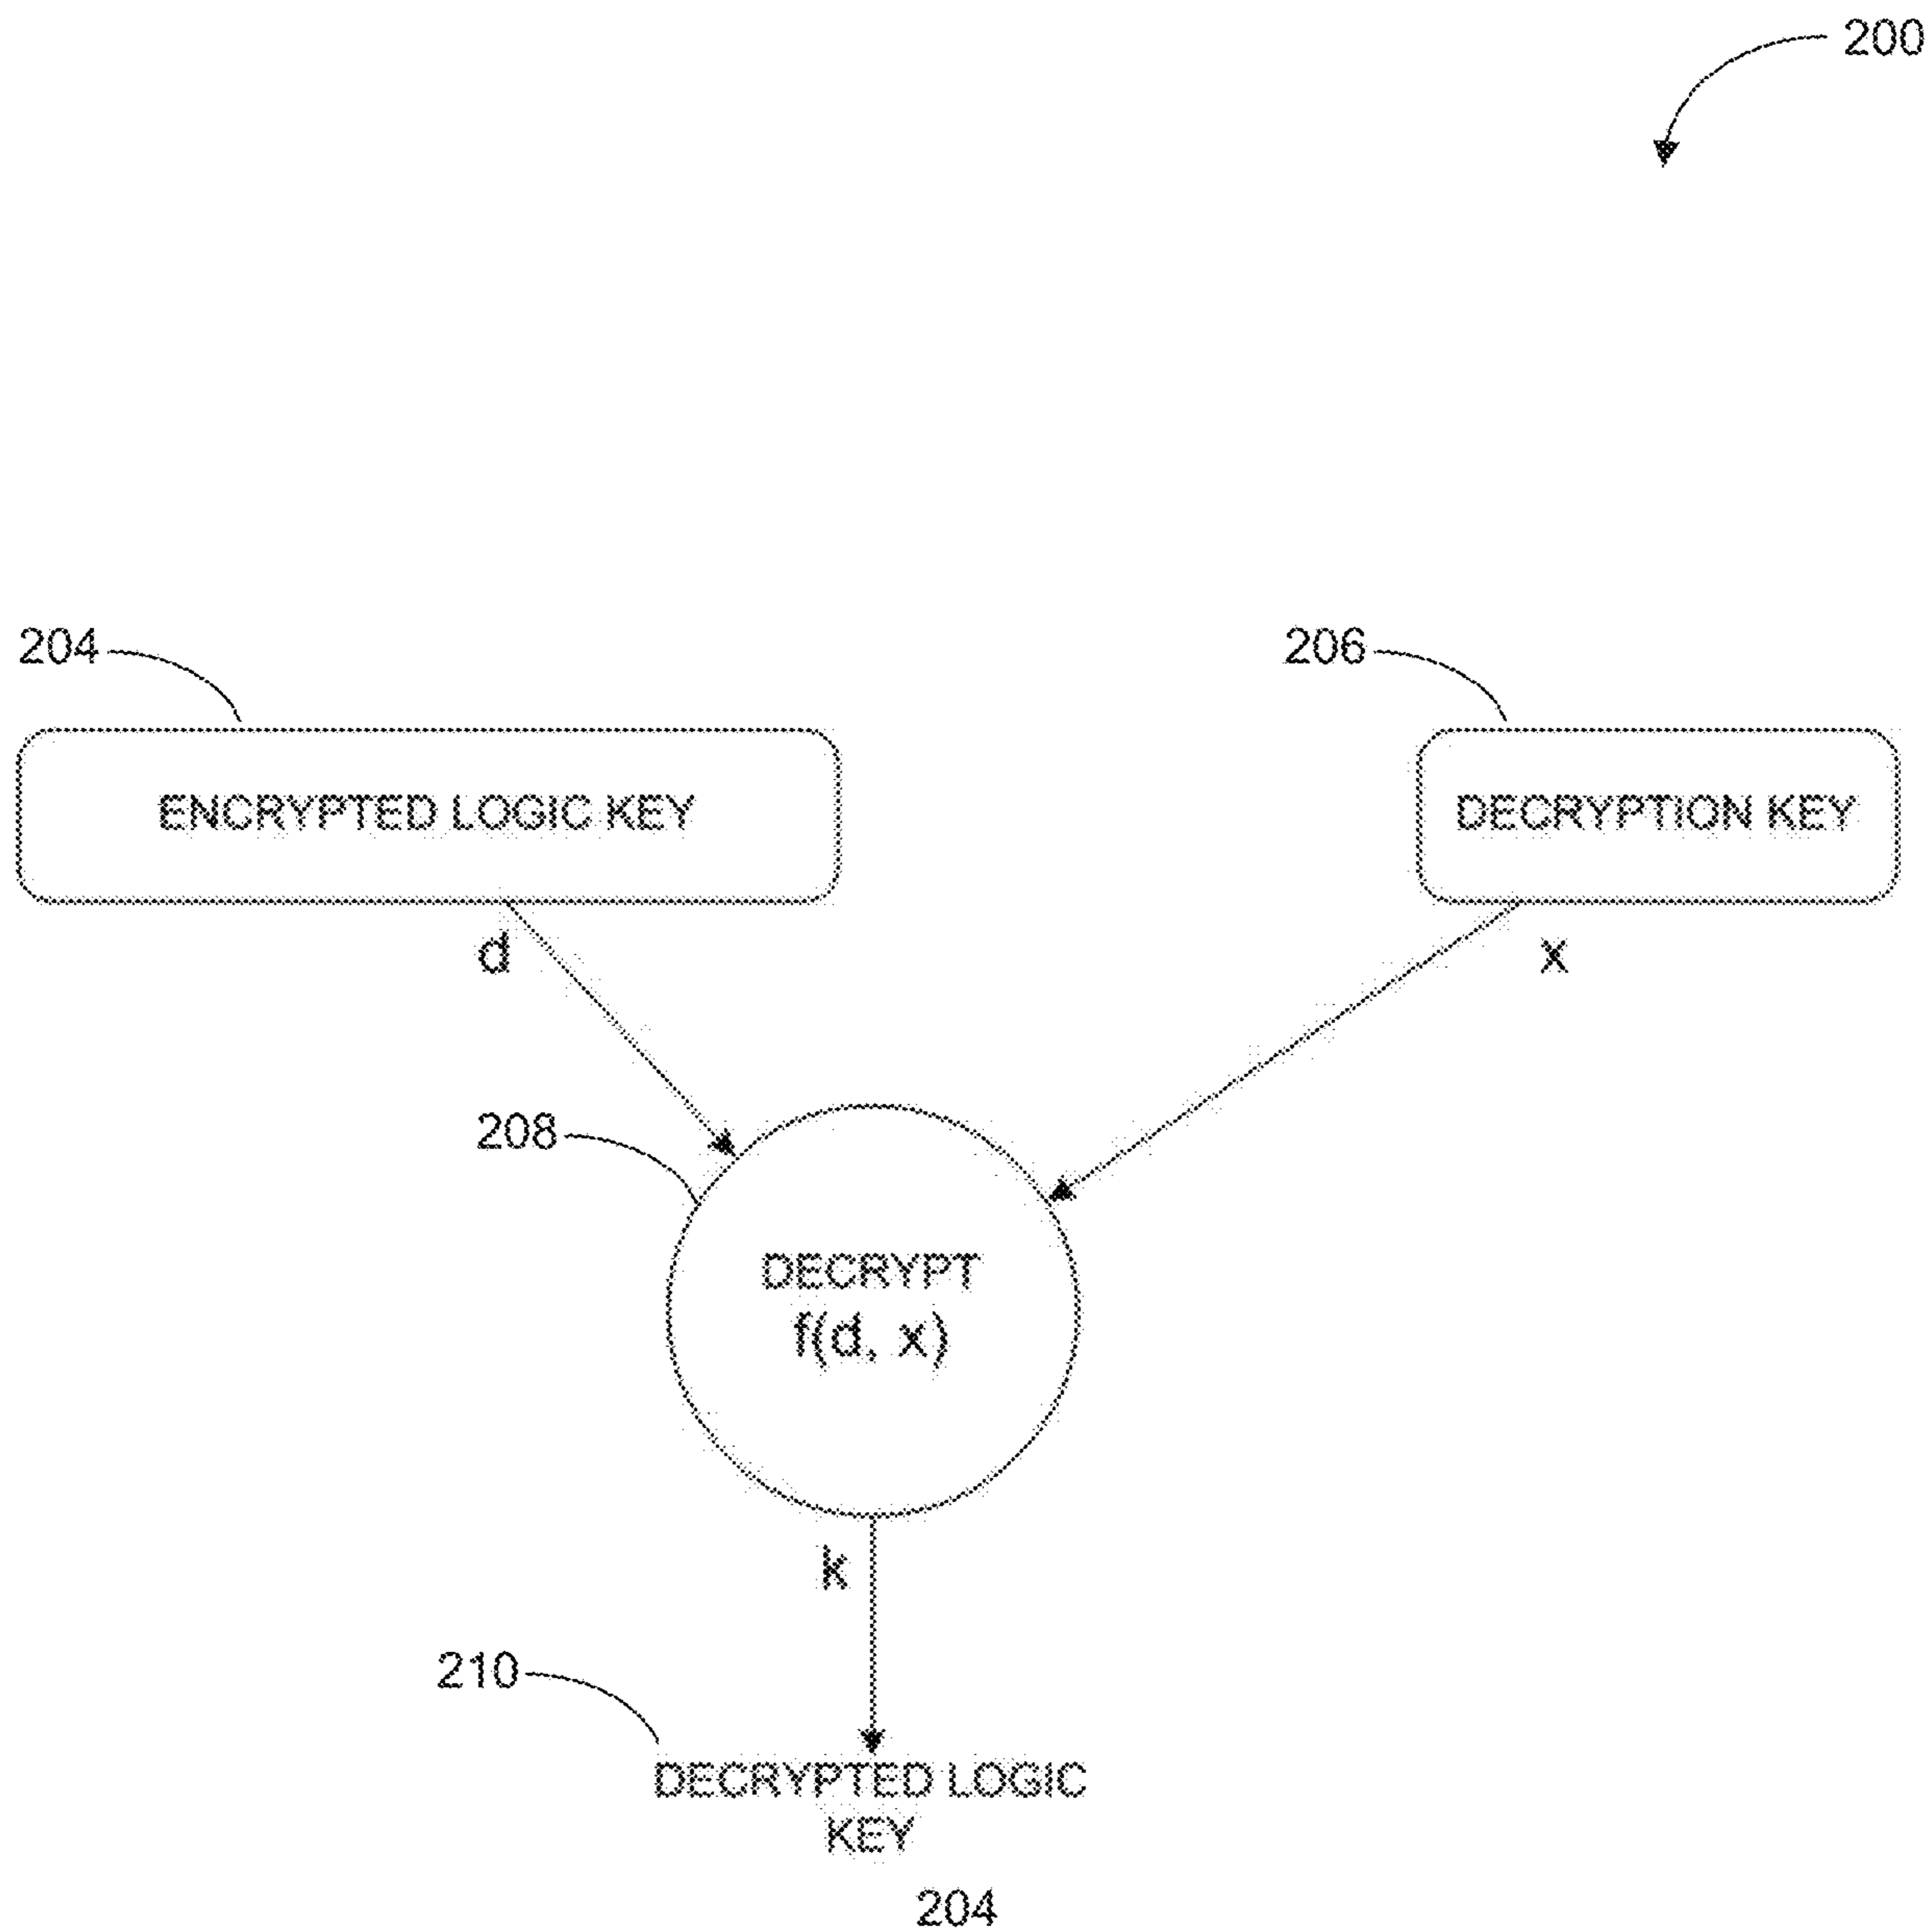 200
204
206
ENCRYPTED LOGIC KEY
DECRYPTION KEY
d
x
208
DECRYPT
f(d, x)
k
210
DECRYPTED LOGIC
KEY
204